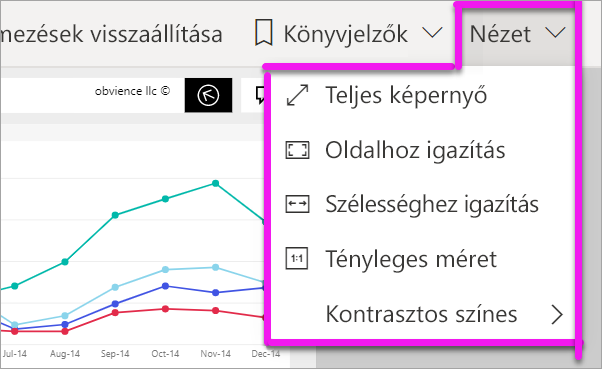 mezések visszaállítása
Könyvjelzők
Nézet
obvience llc ©
Teljes képernyő
Oldalhoz igazítás
Szélességhez igazítás
1:1
Tényleges méret
Kontrasztos színes
Jul-14 Aug-14 Sep-14 Oct-14 Nov-14 Dec-14